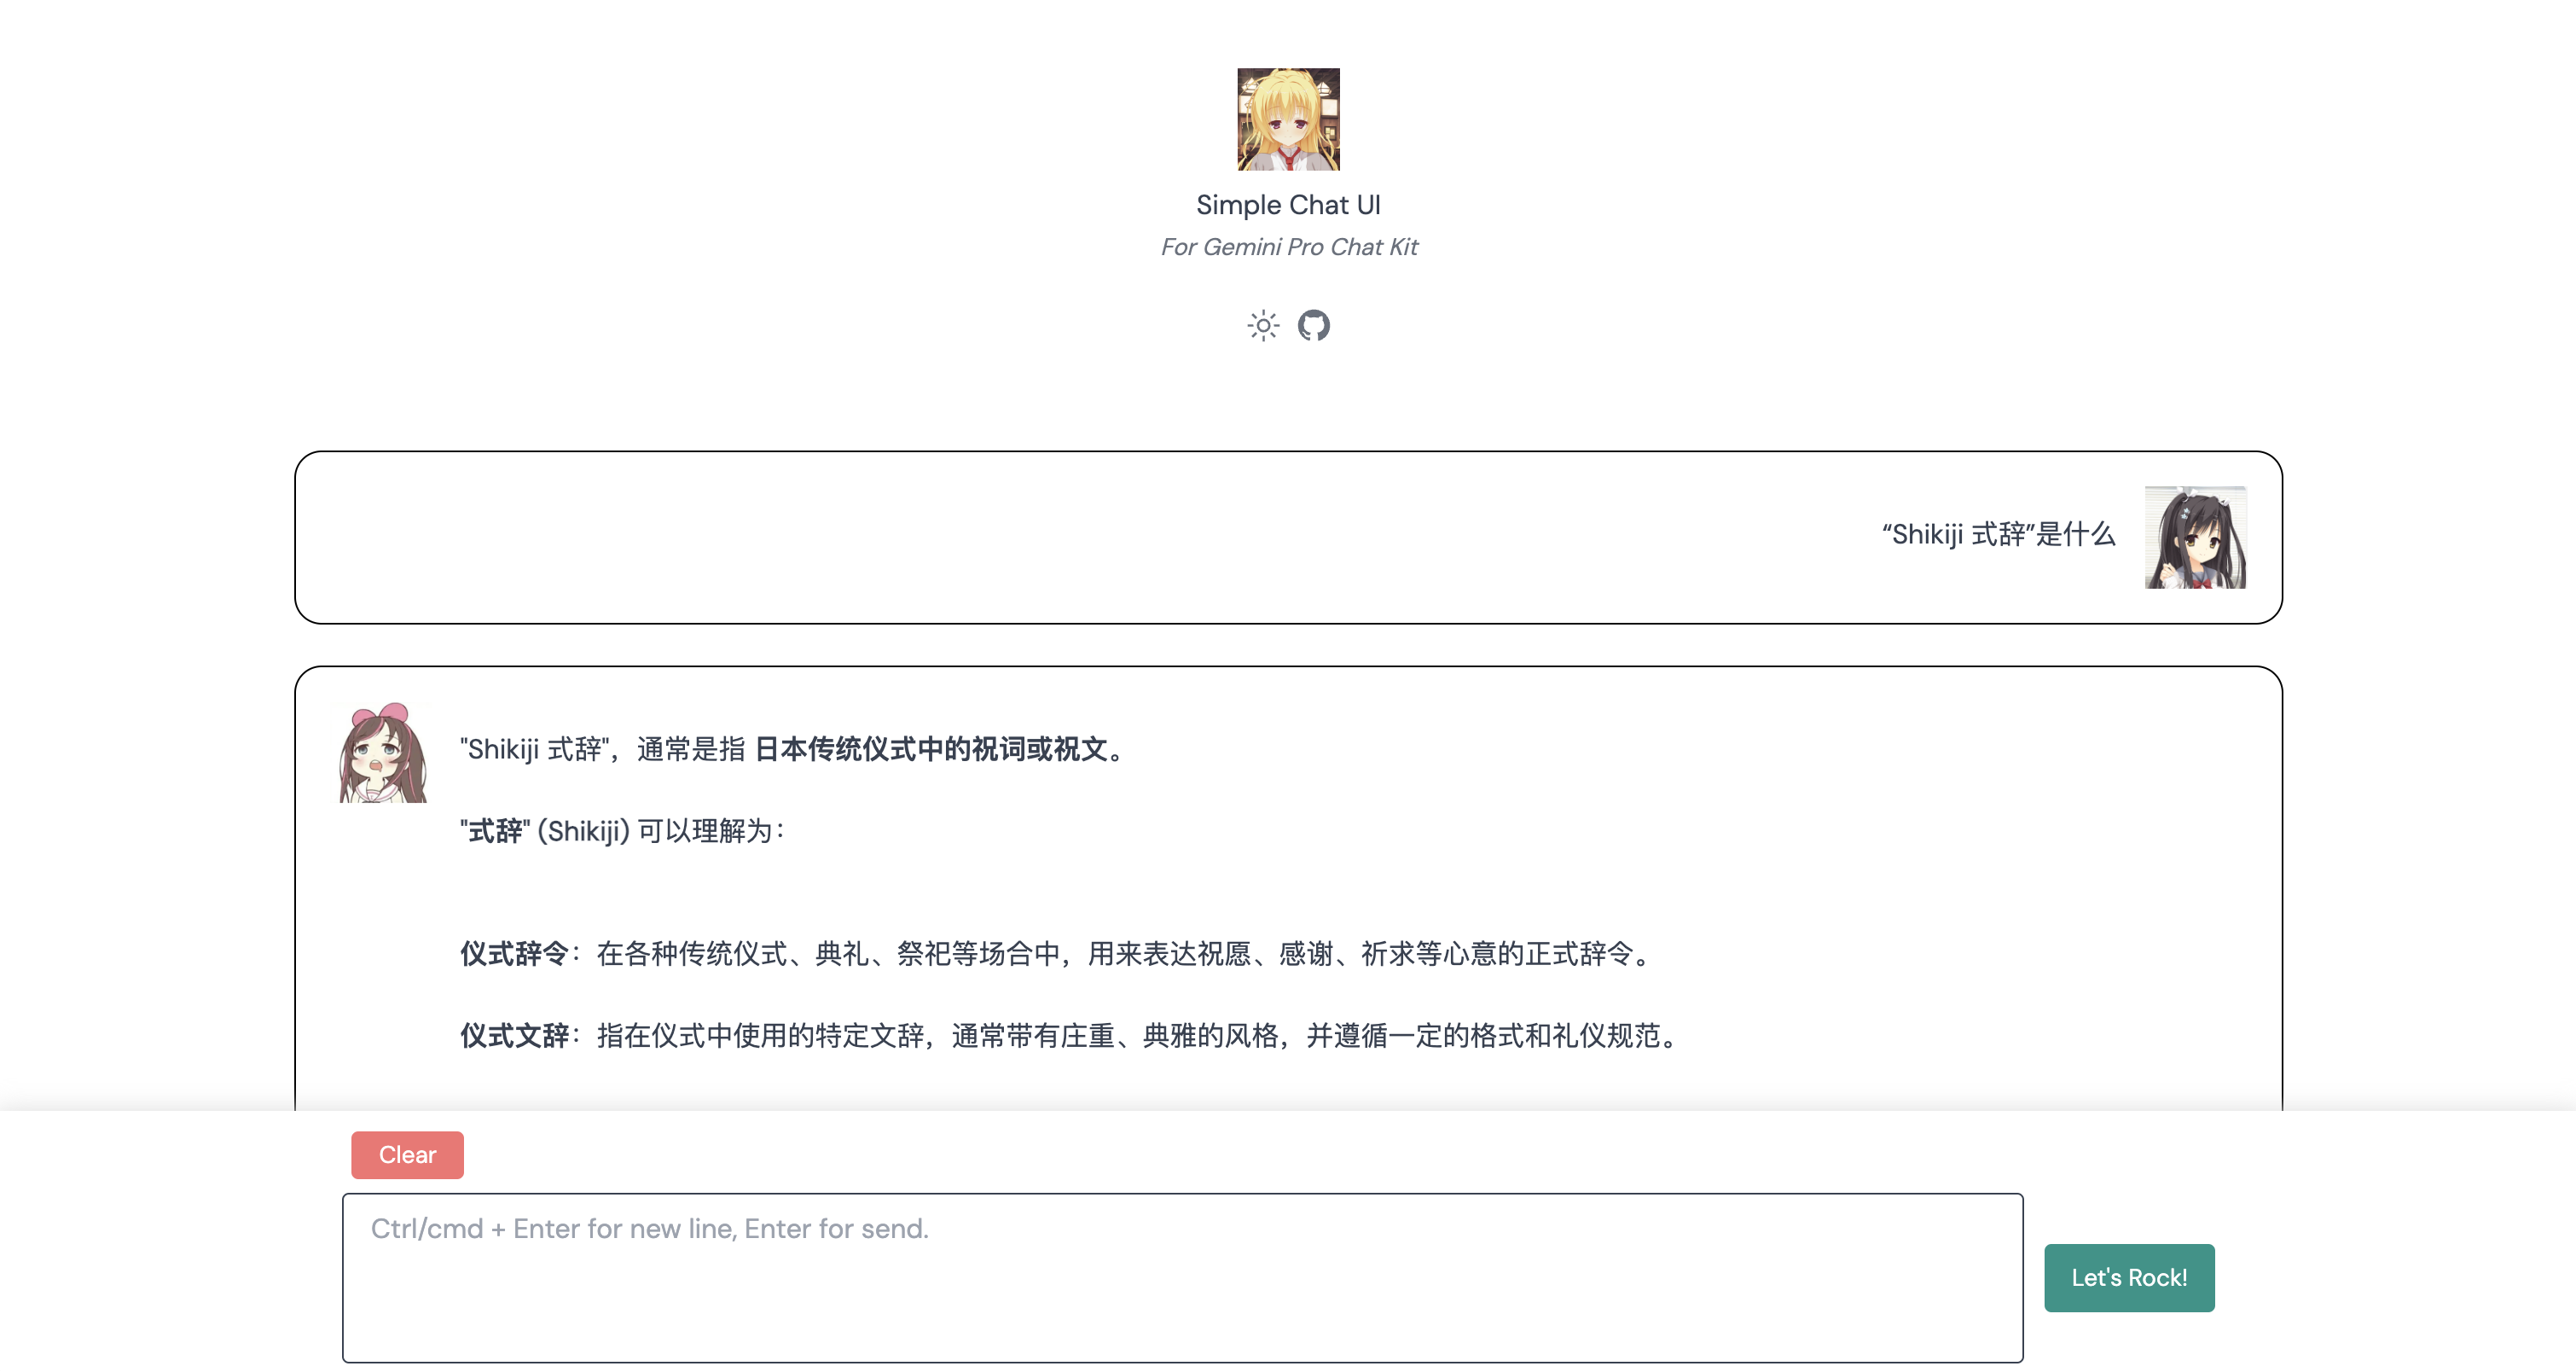 Simple Chat UI
For Gemini Pro Chat Kit
“Shikiji 式辞”是什么
"Shikiji 式辞"，通常是指 日本传统仪式中的祝词或祝文。
"式辞" (Shikiji) 可以理解为：
仪式辞令：在各种传统仪式、典礼、祭祀等场合中，用来表达祝愿、感谢、祈求等心意的正式辞令。
仪式文辞：指在仪式中使用的特定文辞，通常带有庄重、典雅的风格，并遵循一定的格式和礼仪规范。
Clear
Ctrl/cmd + Enter for new line, Enter for send.
Let's Rock!